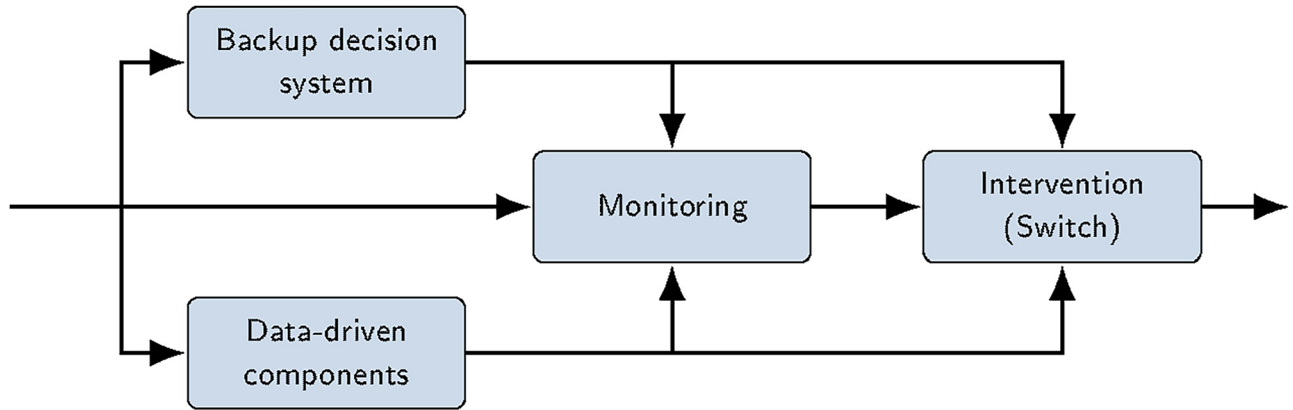 Backup decision
system
Monitoring
Intervention
(Switch)
Data-driven
components